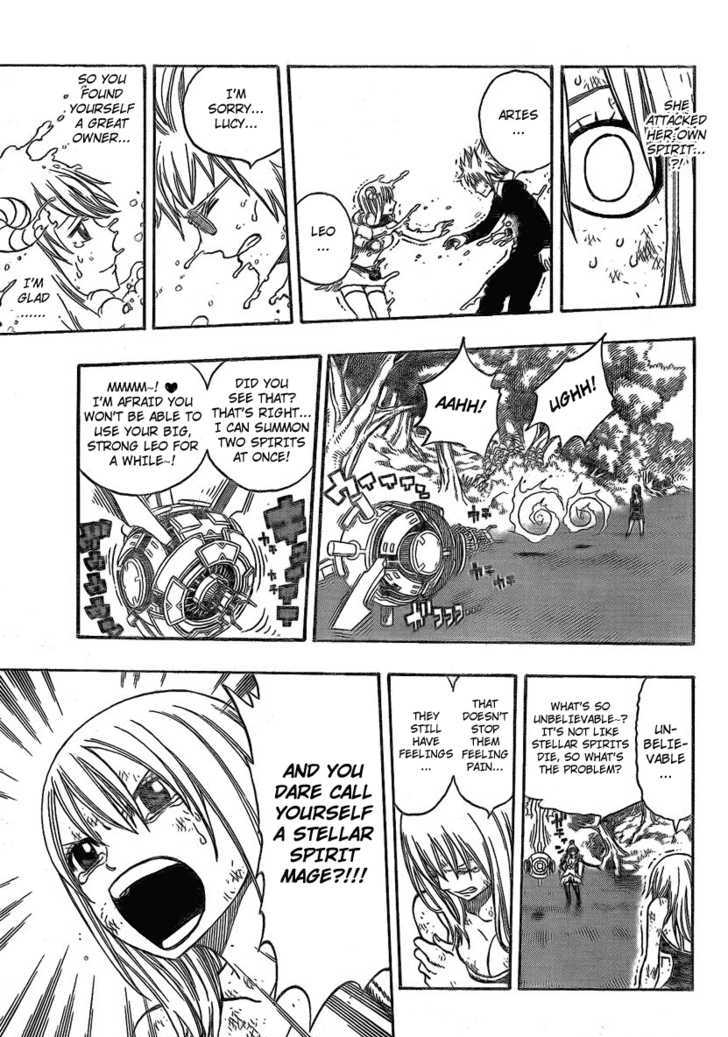 SHE
ATTACKED
HER OWN
SPIRIT...
?!
ARIES
...
LEO
...
I'M
SORRY...
LUCY...
SO YOU
FOUND
YOURSELF
A GREAT
OWNER...
I'M
GLAD
......
UGHH!
AAHH!
DID YOU
SEE THAT?
THAT'S RIGHT...
I CAN SUMMON
TWO SPIRITS
AT ONCE!
MMMM~! ♥
I'M AFRAID YOU
WON'T BE ABLE TO
USE YOUR BIG,
STRONG LEO FOR
A WHILE~!
UN-
BELIE-
VABLE
...
WHAT'S SO
UNBELIEVABLE~?
IT'S NOT LIKE
STELLAR SPIRITS
DIE, SO WHAT'S
THE PROBLEM?
THAT
DOESN'T
STOP
THEM
FEELING
PAIN...
THEY
STILL
HAVE
FEELINGS
...
AND YOU
DARE CALL
YOURSELF
A STELLAR
SPIRIT
MAGE?!!!